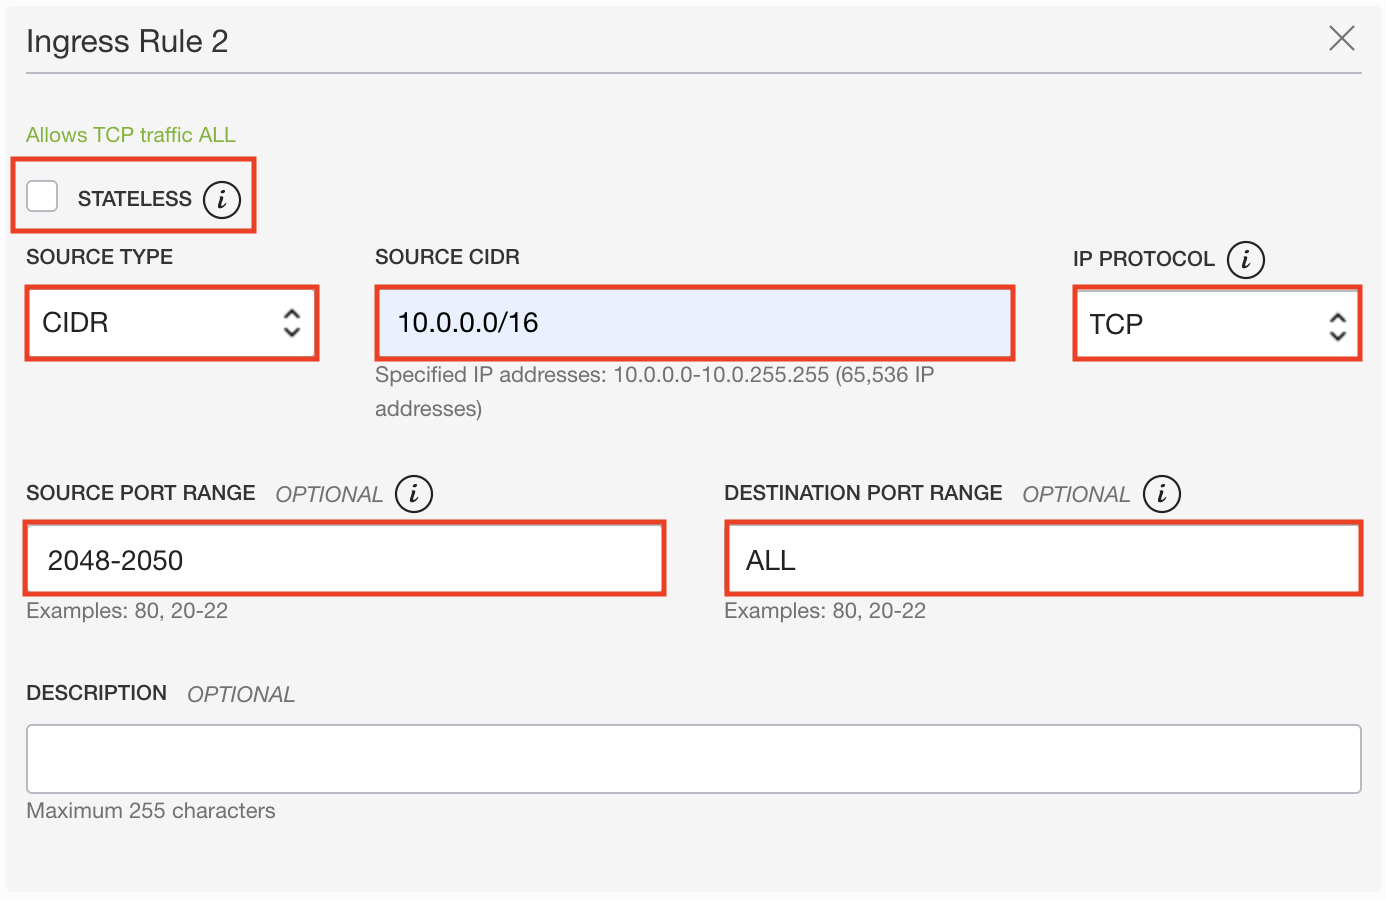 Ingress Rule 2
Allows TCP traffic ALL
STATELESS i
SOURCE TYPE
SOURCE CIDR
IP PROTOCOL i
CIDR
10.0.0.0/16
TCP
Specified IP addresses: 10.0.0.0-10.0.255.255 (65,536 IP
addresses)
SOURCE PORT RANGE OPTIONAL i
DESTINATION PORT RANGE OPTIONAL i
2048-2050
ALL
Examples: 80, 20-22
Examples: 80, 20-22
DESCRIPTION OPTIONAL
Maximum 255 characters